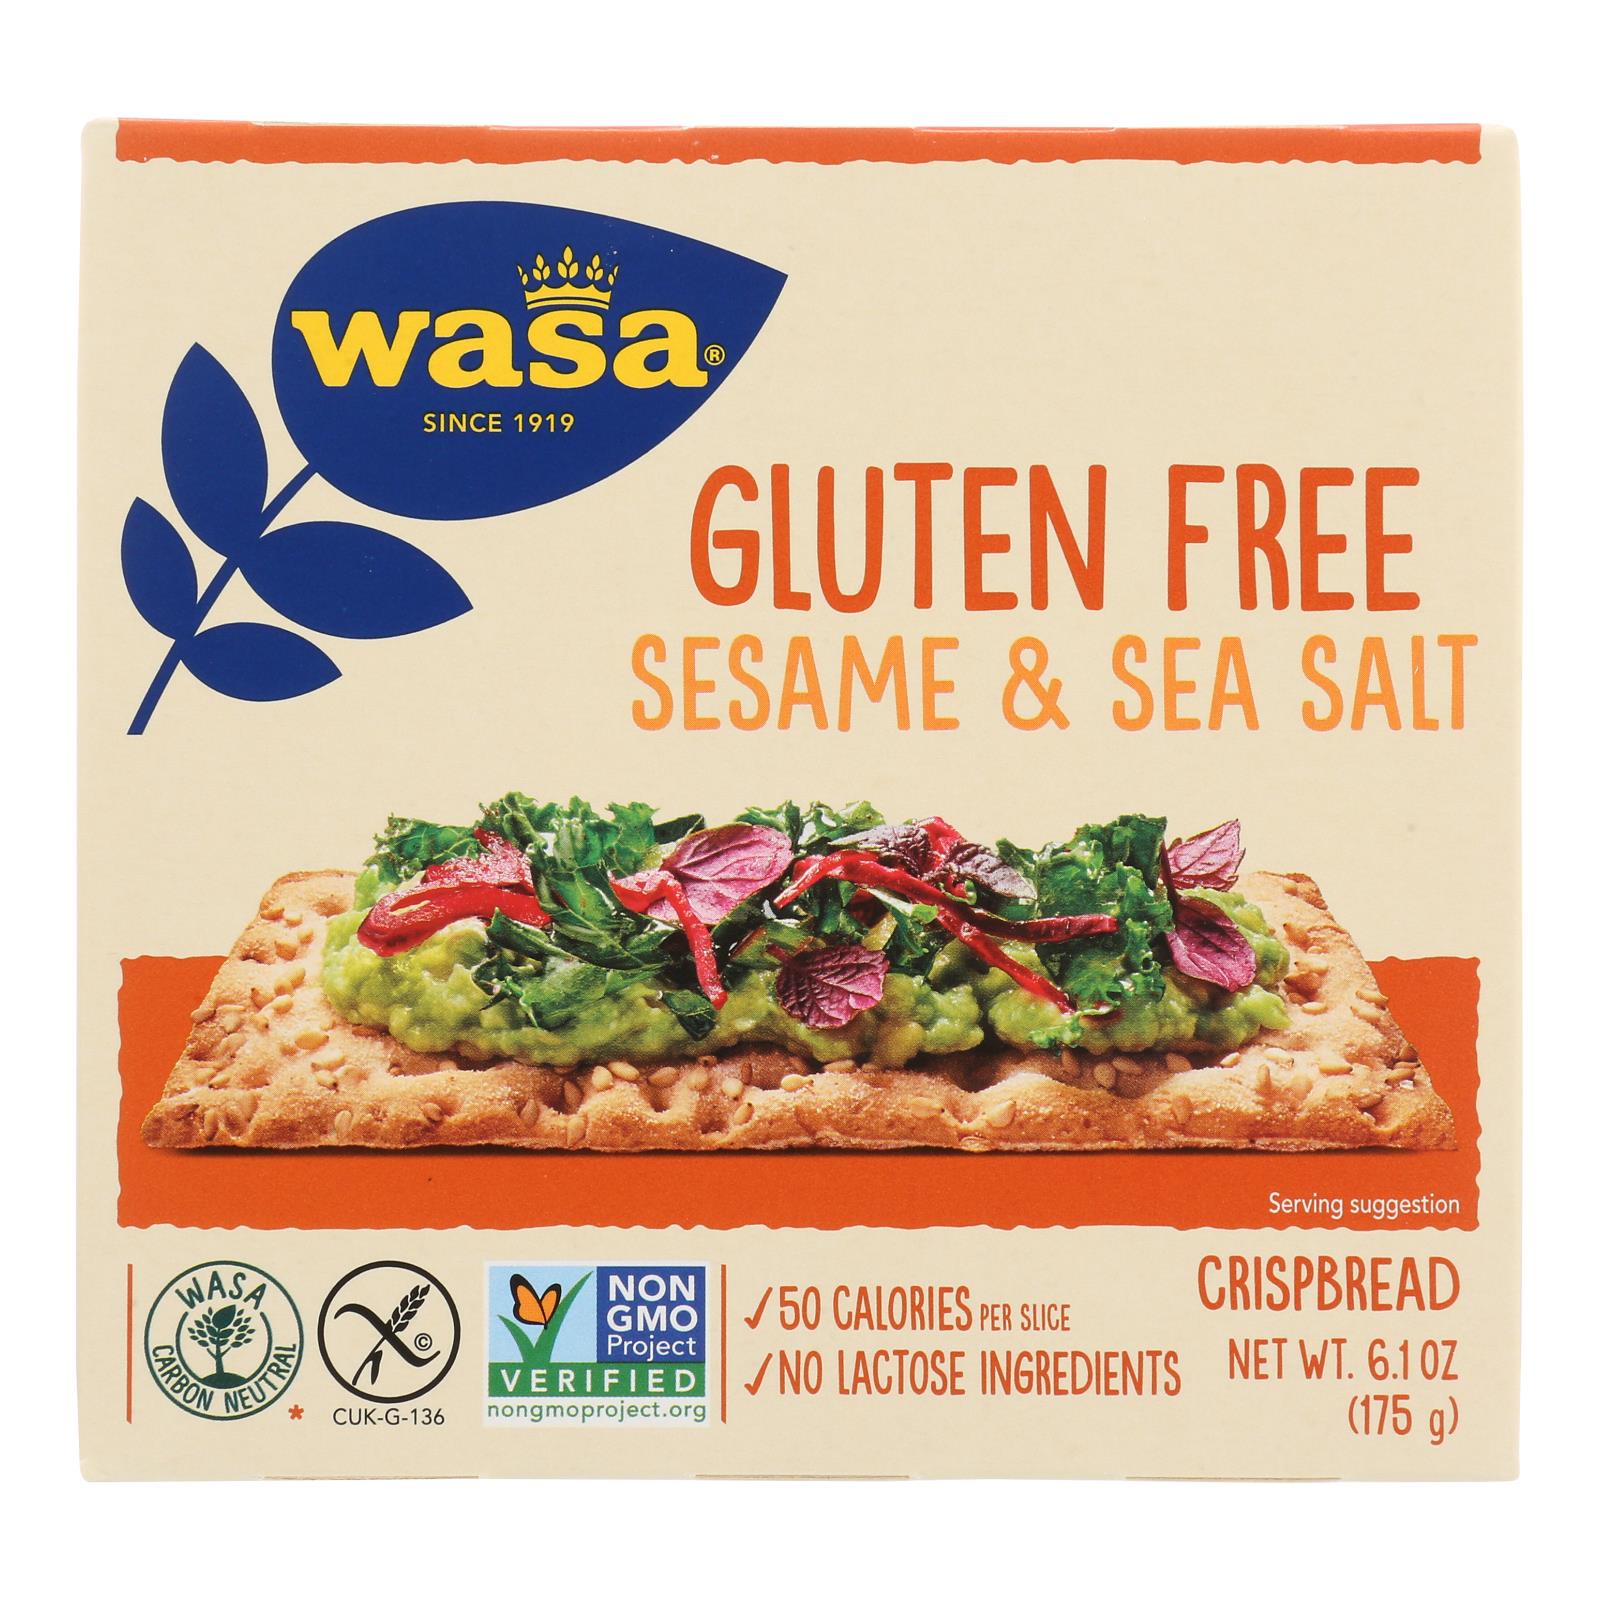 wasa®
SINCE 1919
GLUTEN FREE
SESAME & SEA SALT
Serving suggestion
WASA
CARBON NEUTRAL
*
©
CUK-G-136
NON
GMO
Project
VERIFIED
nongmoproject.org
✓50 CALORIES PER SLICE
✓NO LACTOSE INGREDIENTS
CRISPBREAD
NET WT. 6.1 OZ
(175 g)